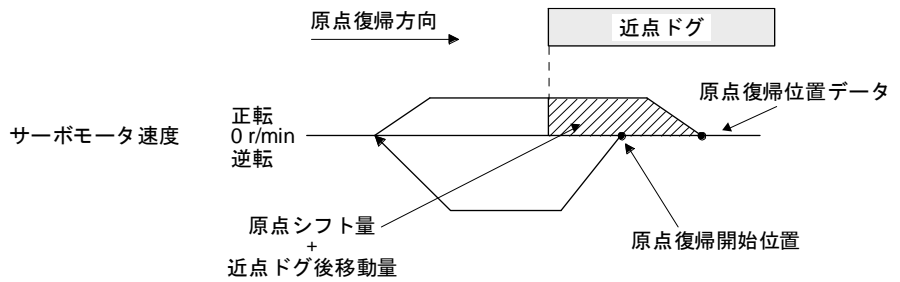 原点復帰方向
近点ドグ
原点復帰位置データ
サーボモータ速度
正転
0 r/min
逆転
原点シフト量
+
近点ドグ後移動量
原点復帰開始位置